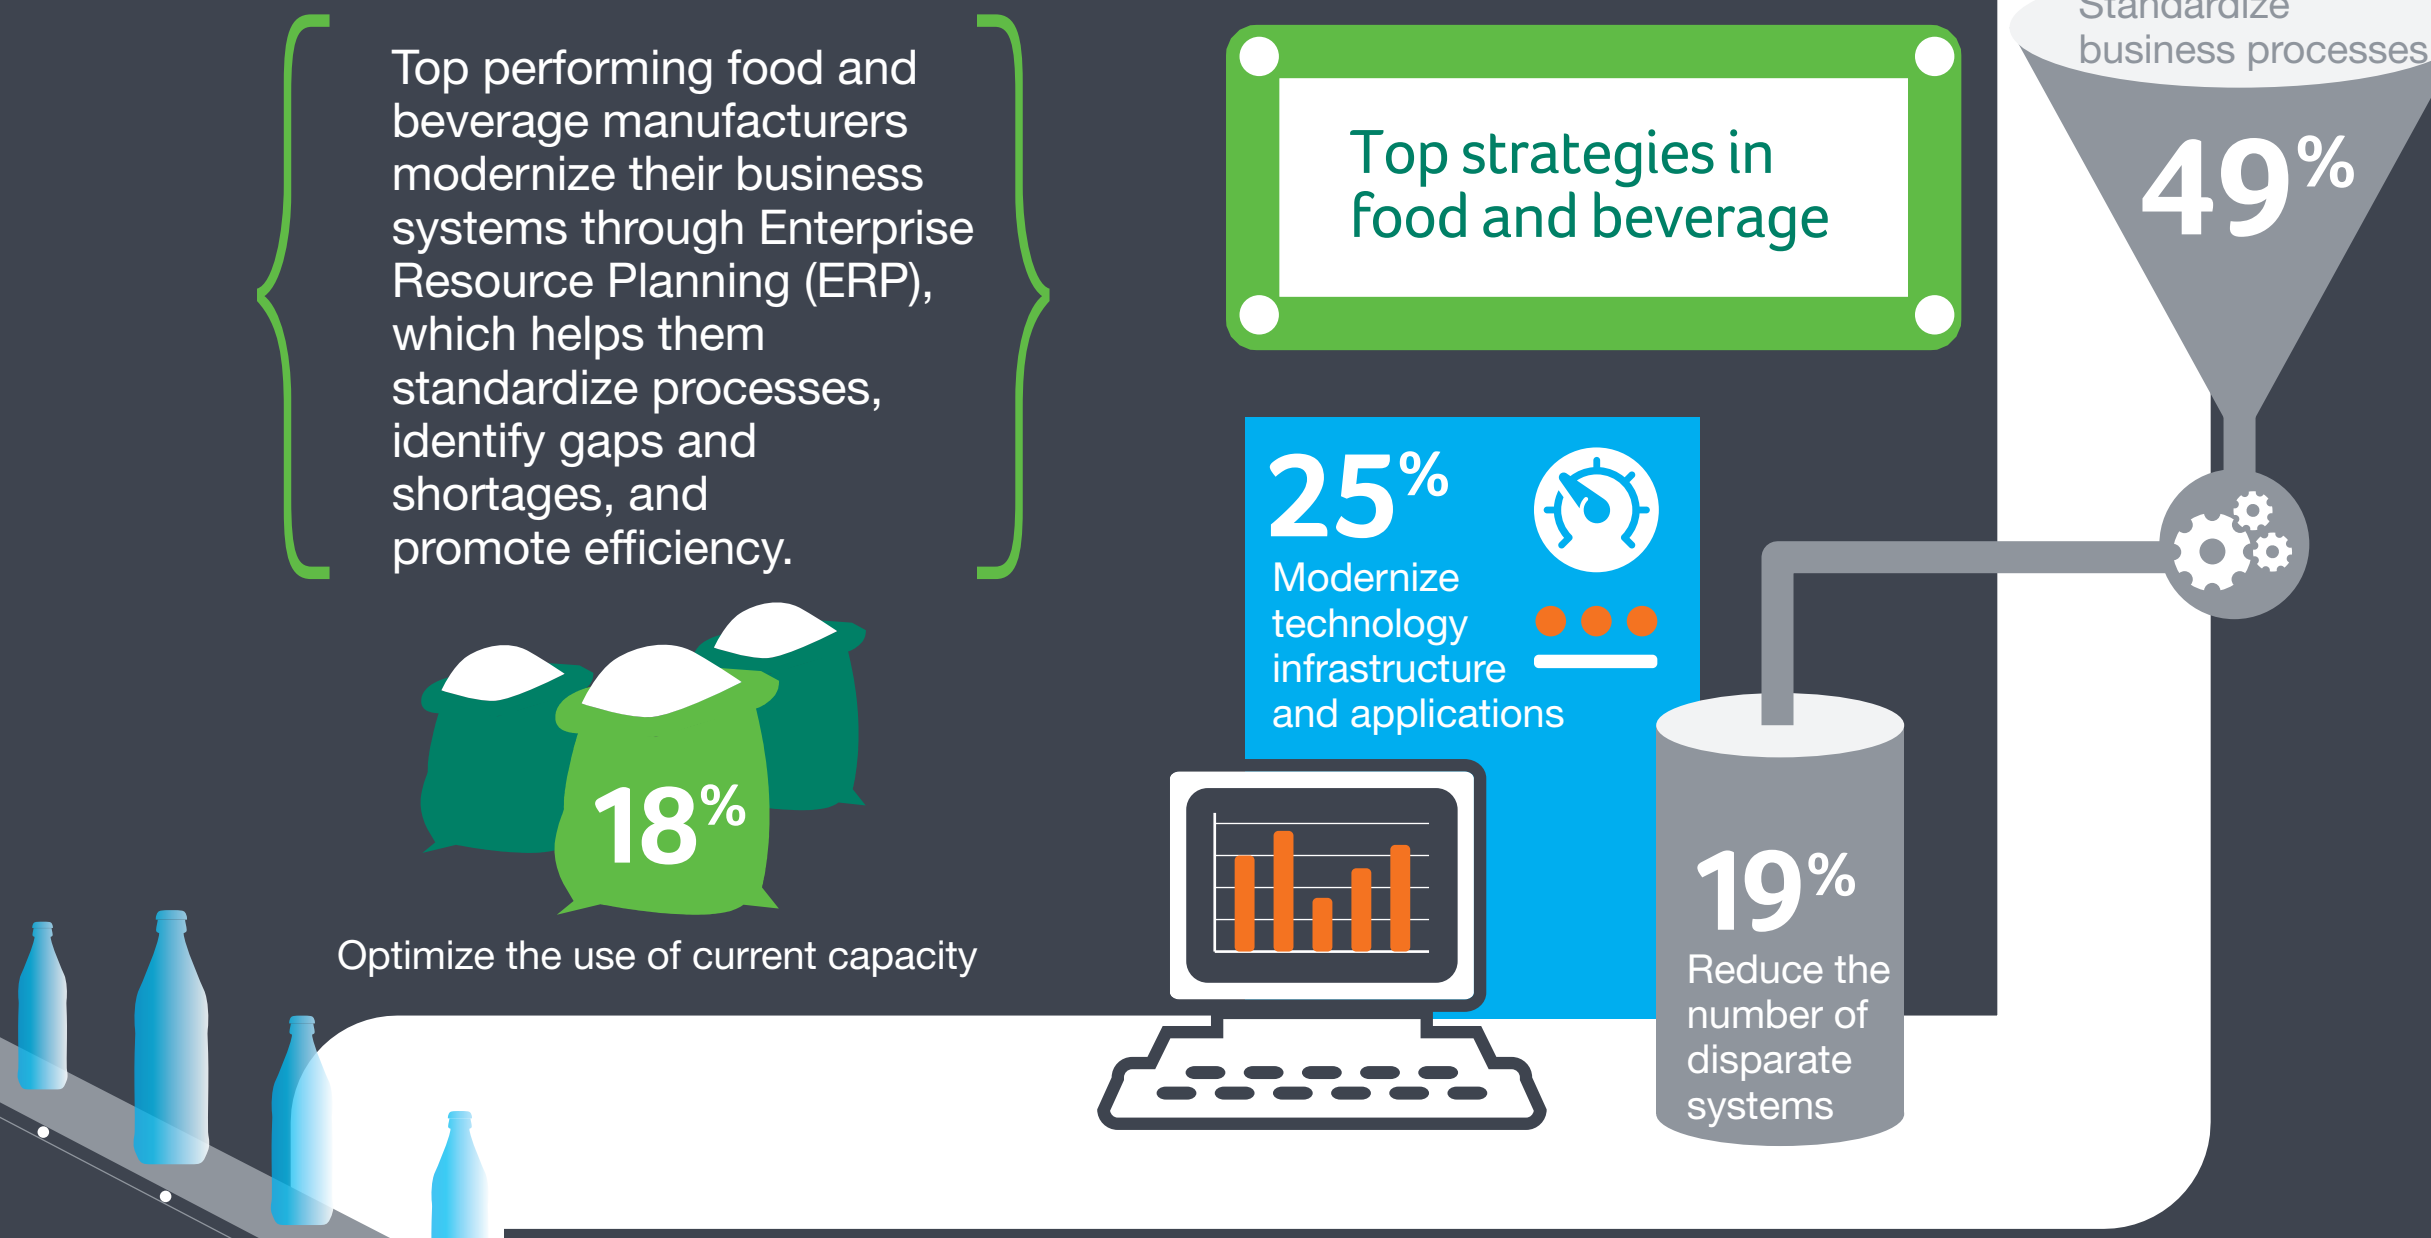 Top performing food and
beverage manufacturers
modernize their business
systems through Enterprise
Resource Planning (ERP),
which helps them
standardize processes,
identify gaps and
shortages, and
promote efficiency.
Top strategies in
food and beverage
Standardize
business processes
49%
25%
Modernize
technology
infrastructure
and applications
18%
Optimize the use of current capacity
19%
Reduce the
number of
disparate
systems